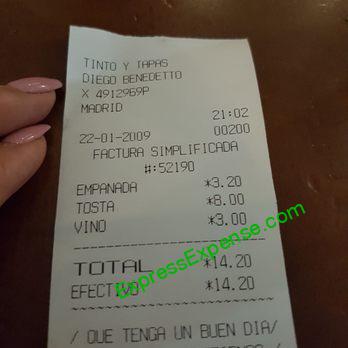 TINTO Y TAPAS
DIEGO BENEDETTO
X 4912969P
MADRID
21:02
22-01-2009 00200
FACTURA SIMPLIFICADA
#:52190
EMPANADA *3.20
TOSTA *8.00
VINO *3.00
TOTAL *14.20
EFECTIVO *14.20
ExpressExpense.com
/ QUE TENGA UN BUEN DIA/